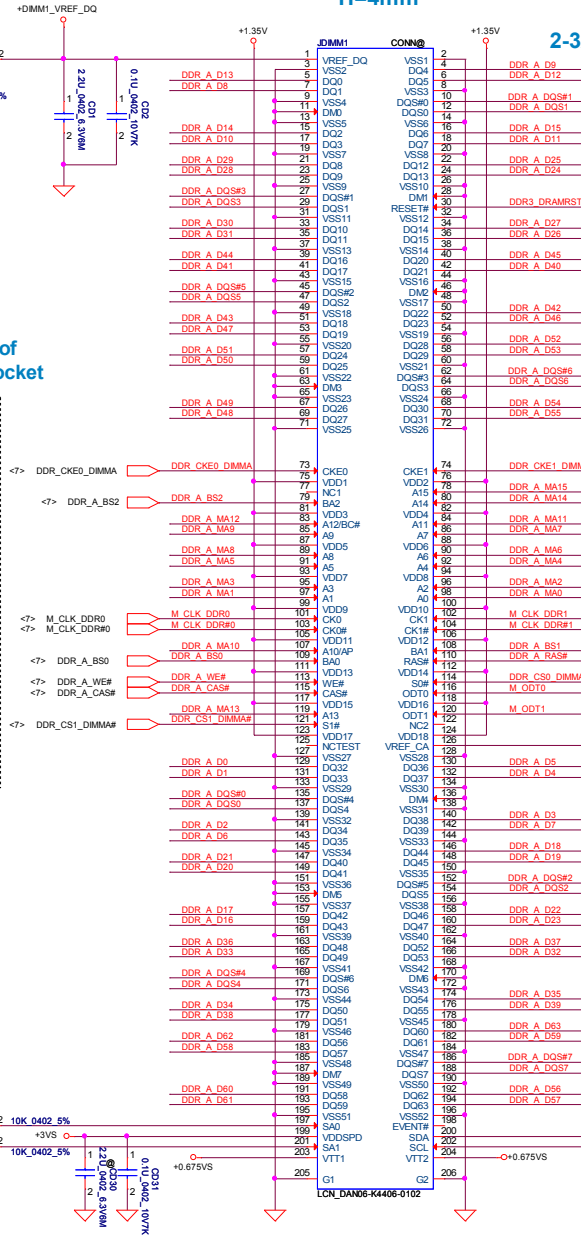 H=4mm
+DIMM1_VREF_DQ
+1.35V
+1.35V
2-3
JDIMM1 CONN@
2.2U_0402_6.3V6M
CD1
0.1U_0402_10V7K
CD2
1 2
1 2
1 VREF_DQ VSS1 2
3 VSS2 DQ4 4 DDR_A_D9
DDR_A_D13 5 DQ0 DQ5 6 DDR_A_D12
DDR_A_D8 7 DQ1 VSS3 8
9 VSS4 DQS#0 10 DDR_A_DQS#1
11 DM0 DQS0 12 DDR_A_DQS1
13 VSS5 VSS6 14
DDR_A_D14 15 DQ2 DQ6 16 DDR_A_D15
DDR_A_D10 17 DQ3 DQ7 18 DDR_A_D11
19 VSS7 VSS8 20
DDR_A_D29 21 DQ8 DQ12 22 DDR_A_D25
DDR_A_D28 23 DQ9 DQ13 24 DDR_A_D24
25 VSS9 VSS10 26
DDR_A_DQS#3 27 DQS#1 DM1 28
DDR_A_DQS3 29 DQS1 RESET# 30 DDR3_DRAMRST
31 VSS11 VSS12 32
DDR_A_D30 33 DQ10 DQ14 34 DDR_A_D27
DDR_A_D31 35 DQ11 DQ15 36 DDR_A_D26
37 VSS13 VSS14 38
DDR_A_D44 39 DQ16 DQ20 40 DDR_A_D45
DDR_A_D41 41 DQ17 DQ21 42 DDR_A_D40
43 VSS15 VSS16 44
DDR_A_DQS#5 45 DQS#2 DM2 46
DDR_A_DQS5 47 DQS2 VSS17 48
49 VSS18 DQ22 50 DDR_A_D42
DDR_A_D43 51 DQ18 DQ23 52 DDR_A_D46
DDR_A_D47 53 DQ19 VSS19 54
55 VSS20 DQ28 56 DDR_A_D52
DDR_A_D51 57 DQ24 DQ29 58 DDR_A_D53
DDR_A_D50 59 DQ25 VSS21 60
61 VSS22 DQS#3 62 DDR_A_DQS#6
63 DM3 DQS3 64 DDR_A_DQS6
65 VSS23 VSS24 66
DDR_A_D49 67 DQ26 DQ30 68 DDR_A_D54
DDR_A_D48 69 DQ27 DQ31 70 DDR_A_D55
71 VSS25 VSS26 72
of
ocket
<7> DDR_CKE0_DIMMA DDR_CKE0_DIMMA 73 CKE0 CKE1 74 DDR_CKE1_DIMM
75 VDD1 VDD2 76
77 NC1 A15 78 DDR_A_MA15
<7> DDR_A_BS2 DDR_A_BS2 79 BA2 A14 80 DDR_A_MA14
81 VDD3 VDD4 82
DDR_A_MA12 83 A12/BC# A11 84 DDR_A_MA11
DDR_A_MA9 85 A9 A7 86 DDR_A_MA7
87 VDD5 VDD6 88
DDR_A_MA8 89 A8 A6 90 DDR_A_MA6
DDR_A_MA5 91 A5 A4 92 DDR_A_MA4
93 VDD7 VDD8 94
DDR_A_MA3 95 A3 A2 96 DDR_A_MA2
DDR_A_MA1 97 A1 A0 98 DDR_A_MA0
99 VDD9 VDD10 100
<7> M_CLK_DDR0 M_CLK_DDR0 101 CK0 CK1 102 M_CLK_DDR1
<7> M_CLK_DDR#0 M_CLK_DDR#0 103 CK0# CK1# 104 M_CLK_DDR#1
105 VDD11 VDD12 106
DDR_A_MA10 107 A10/AP BA1 108 DDR_A_BS1
<7> DDR_A_BS0 DDR_A_BS0 109 BA0 RAS# 110 DDR_A_RAS#
111 VDD13 VDD14 112
<7> DDR_A_WE# DDR_A_WE# 113 WE# S0# 114 DDR_CS0_DIMMA
<7> DDR_A_CAS# DDR_A_CAS# 115 CAS# ODT0 116 M_ODT0
117 VDD15 VDD16 118
DDR_A_MA13 119 A13 ODT1 120 M_ODT1
<7> DDR_CS1_DIMMA# DDR_CS1_DIMMA# 121 S1# NC2 122
123 VDD17 VDD18 124
125 NCTEST VREF_CA 126
127 VSS27 VSS28 128
DDR_A_D0 129 DQ32 DQ36 130 DDR_A_D5
DDR_A_D1 131 DQ33 DQ37 132 DDR_A_D4
133 VSS29 VSS30 134
DDR_A_DQS#0 135 DQS#4 DM4 136
DDR_A_DQS0 137 DQS4 VSS31 138
139 VSS32 DQ38 140 DDR_A_D3
DDR_A_D2 141 DQ34 DQ39 142 DDR_A_D7
DDR_A_D6 143 DQ35 VSS33 144
145 VSS34 DQ44 146 DDR_A_D18
DDR_A_D21 147 DQ40 DQ45 148 DDR_A_D19
DDR_A_D20 149 DQ41 VSS35 150
151 VSS36 DQS#5 152 DDR_A_DQS#2
153 DM5 DQS5 154 DDR_A_DQS2
155 VSS37 VSS38 156
DDR_A_D17 157 DQ42 DQ46 158 DDR_A_D22
DDR_A_D16 159 DQ43 DQ47 160 DDR_A_D23
161 VSS39 VSS40 162
DDR_A_D36 163 DQ48 DQ52 164 DDR_A_D37
DDR_A_D33 165 DQ49 DQ53 166 DDR_A_D32
167 VSS41 VSS42 168
DDR_A_DQS#4 169 DQS#6 DM6 170
DDR_A_DQS4 171 DQS6 VSS43 172
173 VSS44 DQ54 174 DDR_A_D35
DDR_A_D34 175 DQ50 DQ55 176 DDR_A_D39
DDR_A_D38 177 DQ51 VSS45 178
179 VSS46 DQ60 180 DDR_A_D63
DDR_A_D62 181 DQ56 DQ61 182 DDR_A_D59
DDR_A_D58 183 DQ57 VSS47 184
185 VSS48 DQS#7 186 DDR_A_DQS#7
187 DM7 DQS7 188 DDR_A_DQS7
189 VSS49 VSS50 190
DDR_A_D60 191 DQ58 DQ62 192 DDR_A_D56
DDR_A_D61 193 DQ59 DQ63 194 DDR_A_D57
195 VSS51 VSS52 196
2 10K_0402_5% 197 SA0 EVENT# 198
+3VS 199 VDDSPD SDA 200
2 10K_0402_5% 201 SA1 SCL 202
+0.675VS 203 VTT1 VTT2 204 +0.675VS
205 G1 G2 206
LCN_DAN06-K4406-0102
2.2U_0402_6.3V6M
@CD30
0.1U_0402_10V7K
CD31
1 2
1 2